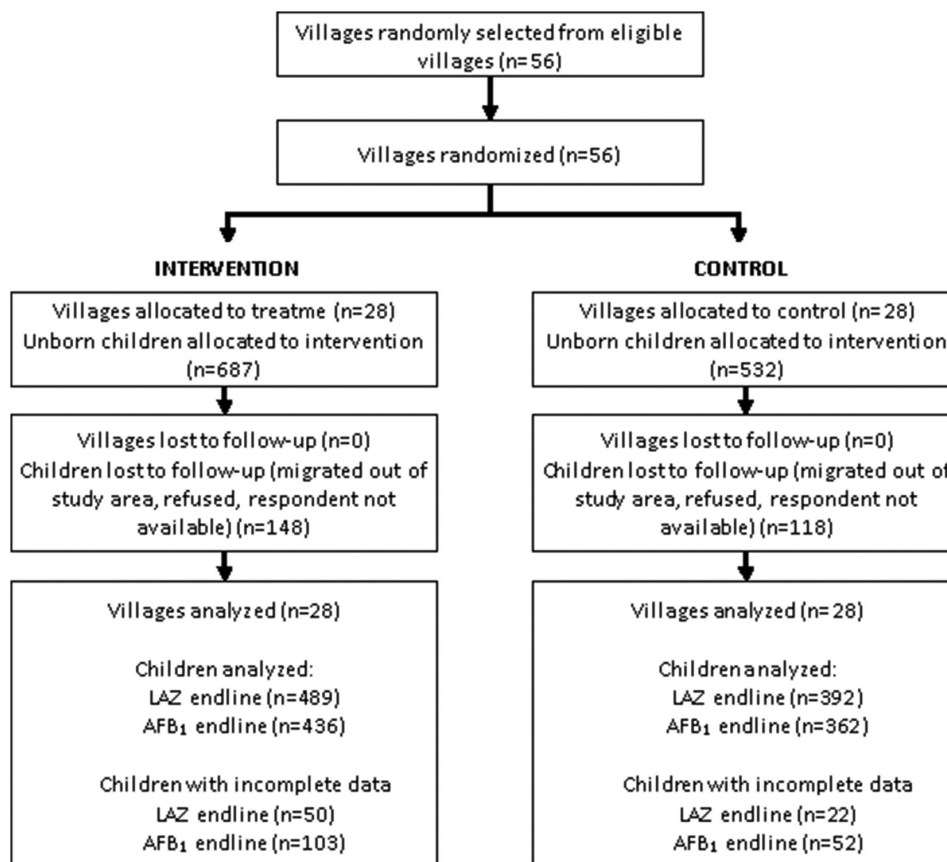 Villages randomly selected from eligible
villages (n=56)
Villages randomized (n=56)
INTERVENTION
Villages allocated to treatme (n=28)
Unborn children allocated to intervention
(n=687)
Villages lost to follow-up (n=0)
Children lost to follow-up (migrated out of
study area, refused, respondent not
available) (n=148)
Villages analyzed (n=28)
Children analyzed:
LAZ endline (n=489)
AFB₁ endline (n=436)
Children with incomplete data
LAZ endline (n=50)
AFB₁ endline (n=103)
CONTROL
Villages allocated to control (n=28)
Unborn children allocated to intervention
(n=532)
Villages lost to follow-up (n=0)
Children lost to follow-up (migrated out of
study area, refused, respondent not
available) (n=118)
Villages analyzed (n=28)
Children analyzed:
LAZ endline (n=392)
AFB₁ endline (n=362)
Children with incomplete data
LAZ endline (n=22)
AFB₁ endline (n=52)